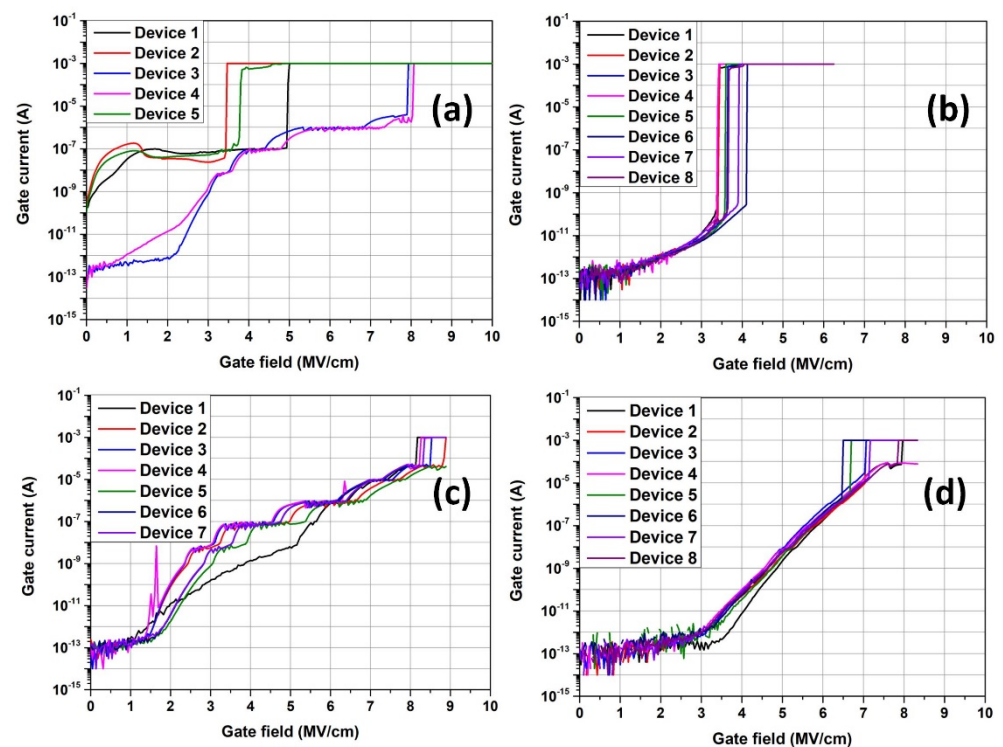 Gate current (A)
10-1
10-3
10-5
10-7
10-9
10-11
10-13
10-15
Device 1
Device 2
Device 3
Device 4
Device 5
(a)
0 1 2 3 4 5 6 7 8 9 10
Gate field (MV/cm)
Gate current (A)
10-1
10-3
10-5
10-7
10-9
10-11
10-13
10-15
Device 1
Device 2
Device 3
Device 4
Device 5
Device 6
Device 7
Device 8
(b)
0 1 2 3 4 5 6 7 8 9 10
Gate field (MV/cm)
Gate current (A)
10-1
10-3
10-5
10-7
10-9
10-11
10-13
10-15
Device 1
Device 2
Device 3
Device 4
Device 5
Device 6
Device 7
(c)
0 1 2 3 4 5 6 7 8 9 10
Gate field (MV/cm)
Gate current (A)
10-1
10-3
10-5
10-7
10-9
10-11
10-13
10-15
Device 1
Device 2
Device 3
Device 4
Device 5
Device 6
Device 7
Device 8
(d)
0 1 2 3 4 5 6 7 8 9 10
Gate field (MV/cm)